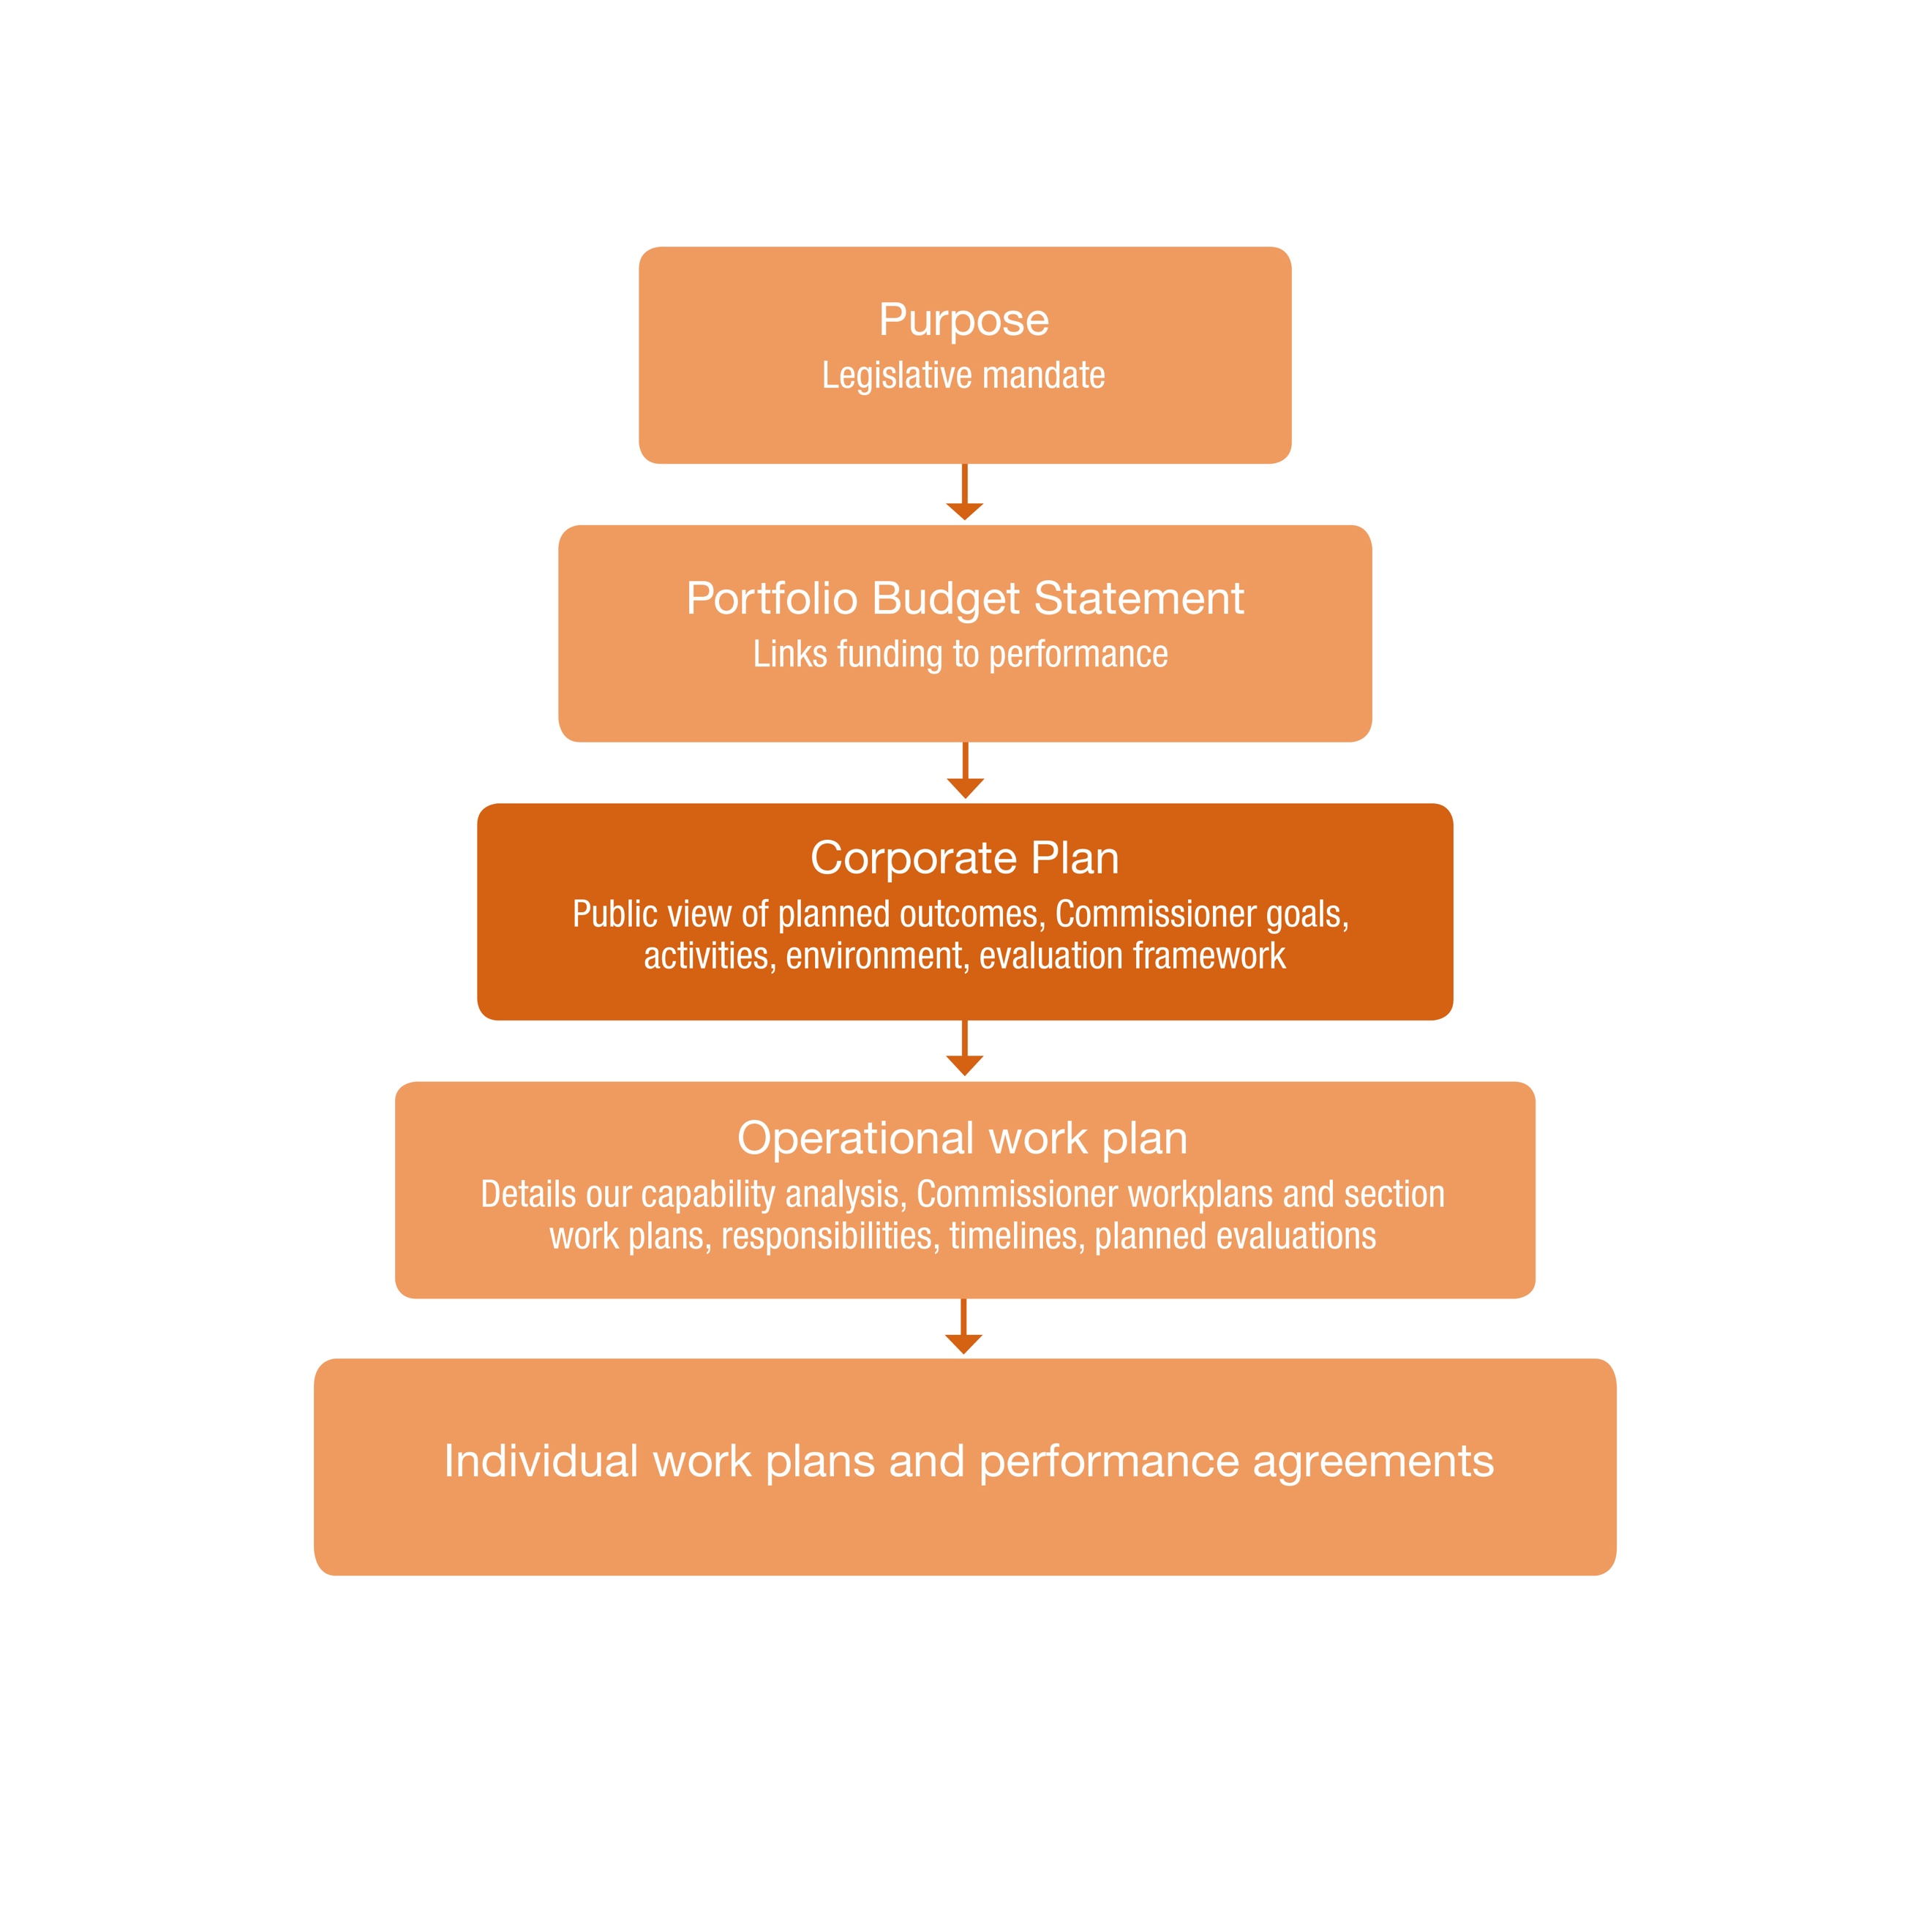 Purpose
Legislative mandate
Portfolio Budget Statement
Links funding to performance
Corporate Plan
Public view of planned outcomes, Commissioner goals,
activities, environment, evaluation framework
Operational work plan
Details our capability analysis, Commissioner workplans and section
work plans, responsibilities, timelines, planned evaluations
Individual work plans and performance agreements